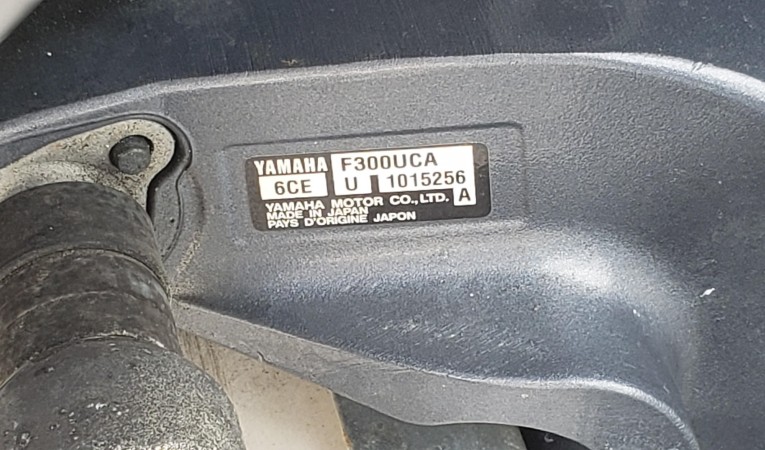 YAMAHA F300UCA
6CE U 1015256
YAMAHA MOTOR CO., LTD. A
MADE IN JAPAN
PAYS D'ORIGINE JAPON